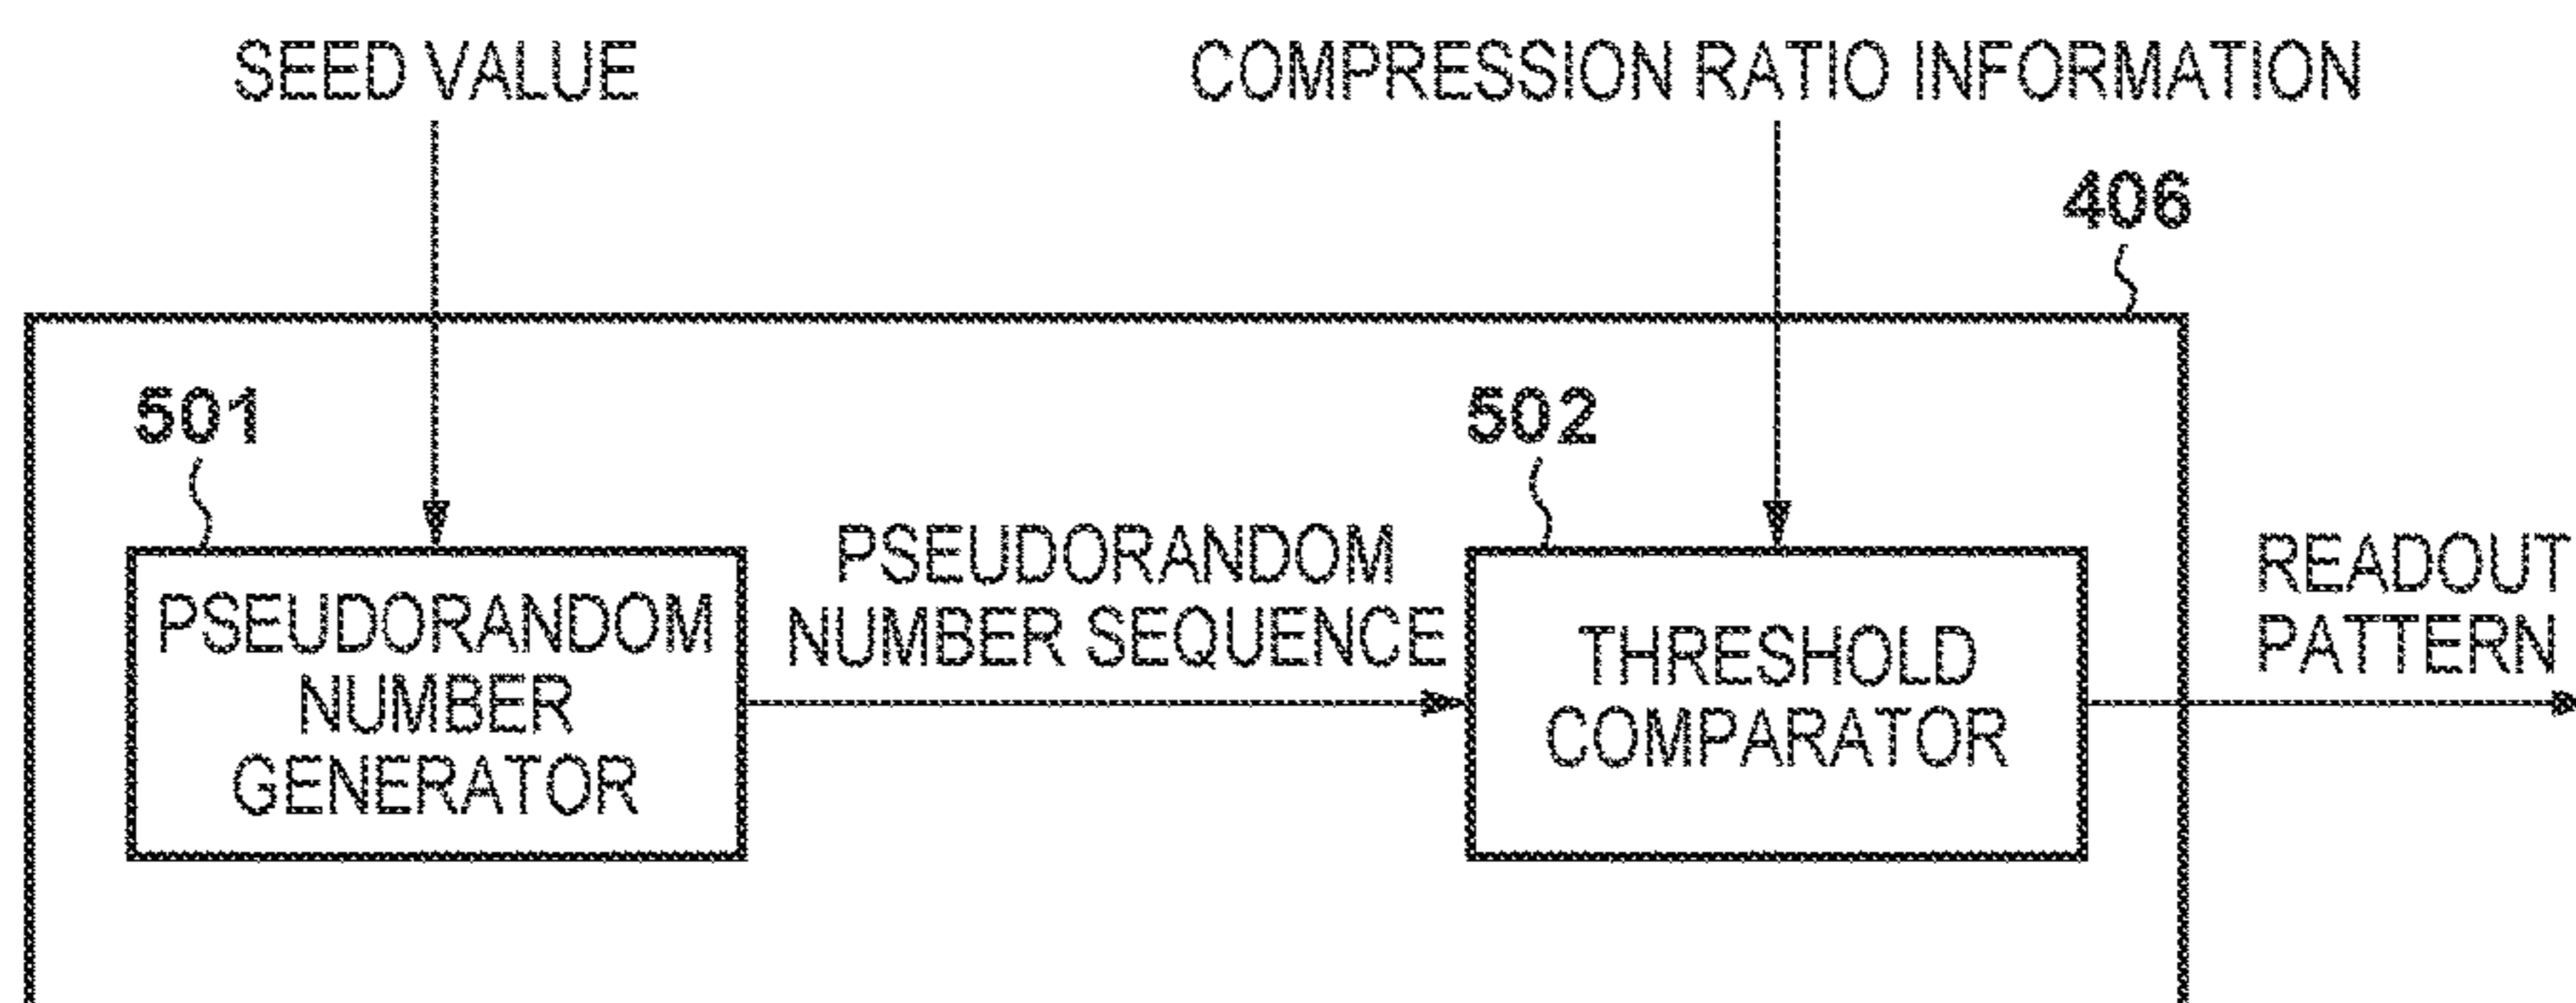 SEED VALUE
COMPRESSION RATIO INFORMATION
406
501
502
PSEUDORANDOM
NUMBER
GENERATOR
PSEUDORANDOM
NUMBER SEQUENCE
THRESHOLD
COMPARATOR
READOUT
PATTERN